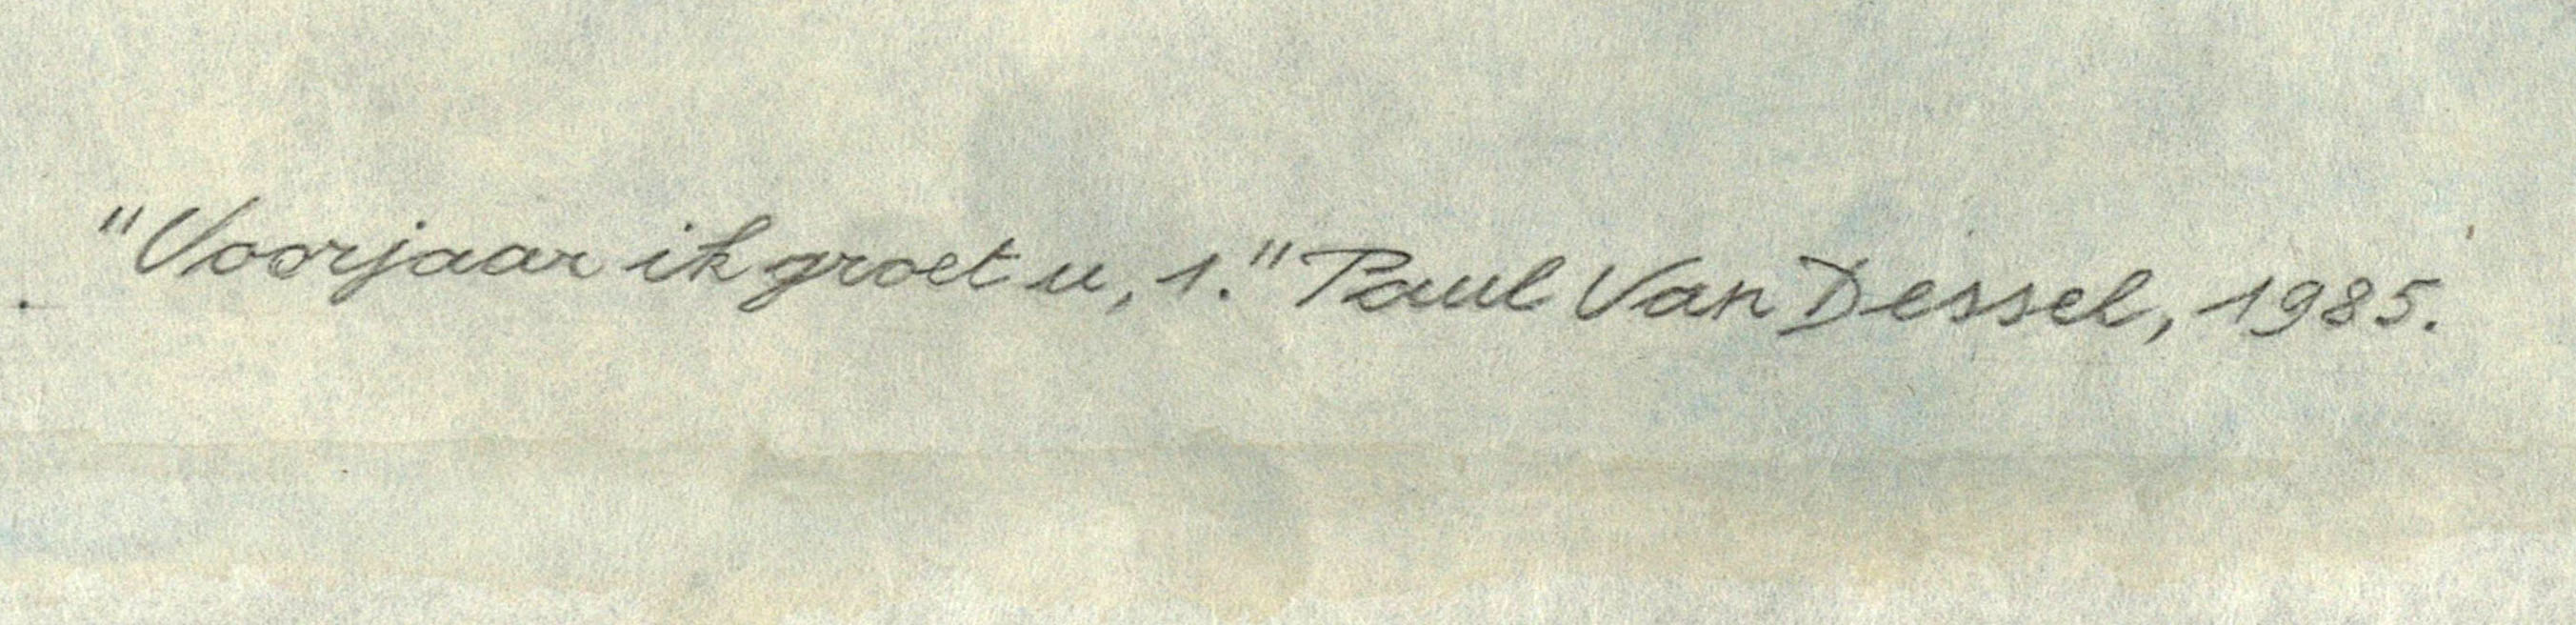 "Voorjaar ik groet u, 1." Paul Van Dessel, 1985.